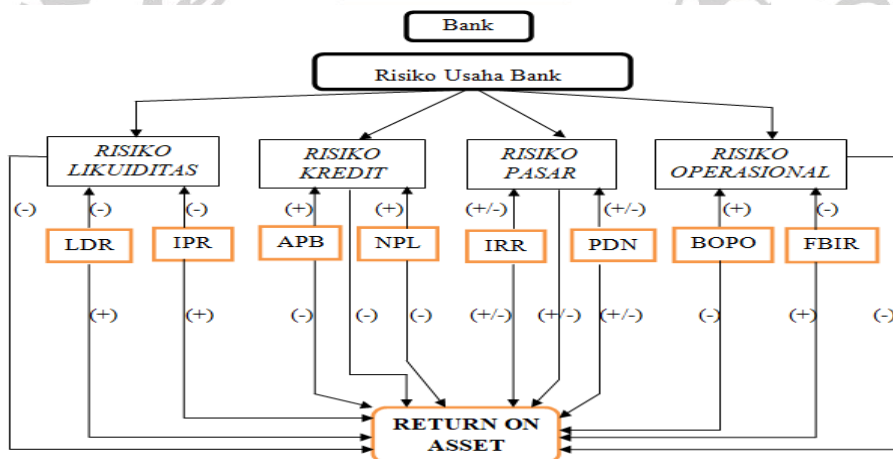 Bank
Risiko Usaha Bank
RISIKO LIKUIDITAS
RISIKO KREDIT
RISIKO PASAR
RISIKO OPERASIONAL
(-) (-) (-) (+) (+) (+/-) (+/-) (+) (-)
LDR IPR APB NPL IRR PDN BOPO FBIR
(+) (+) (-) (-) (-) (+/-) (+/-) (+/-) (-) (+) (-)
RETURN ON
ASSET